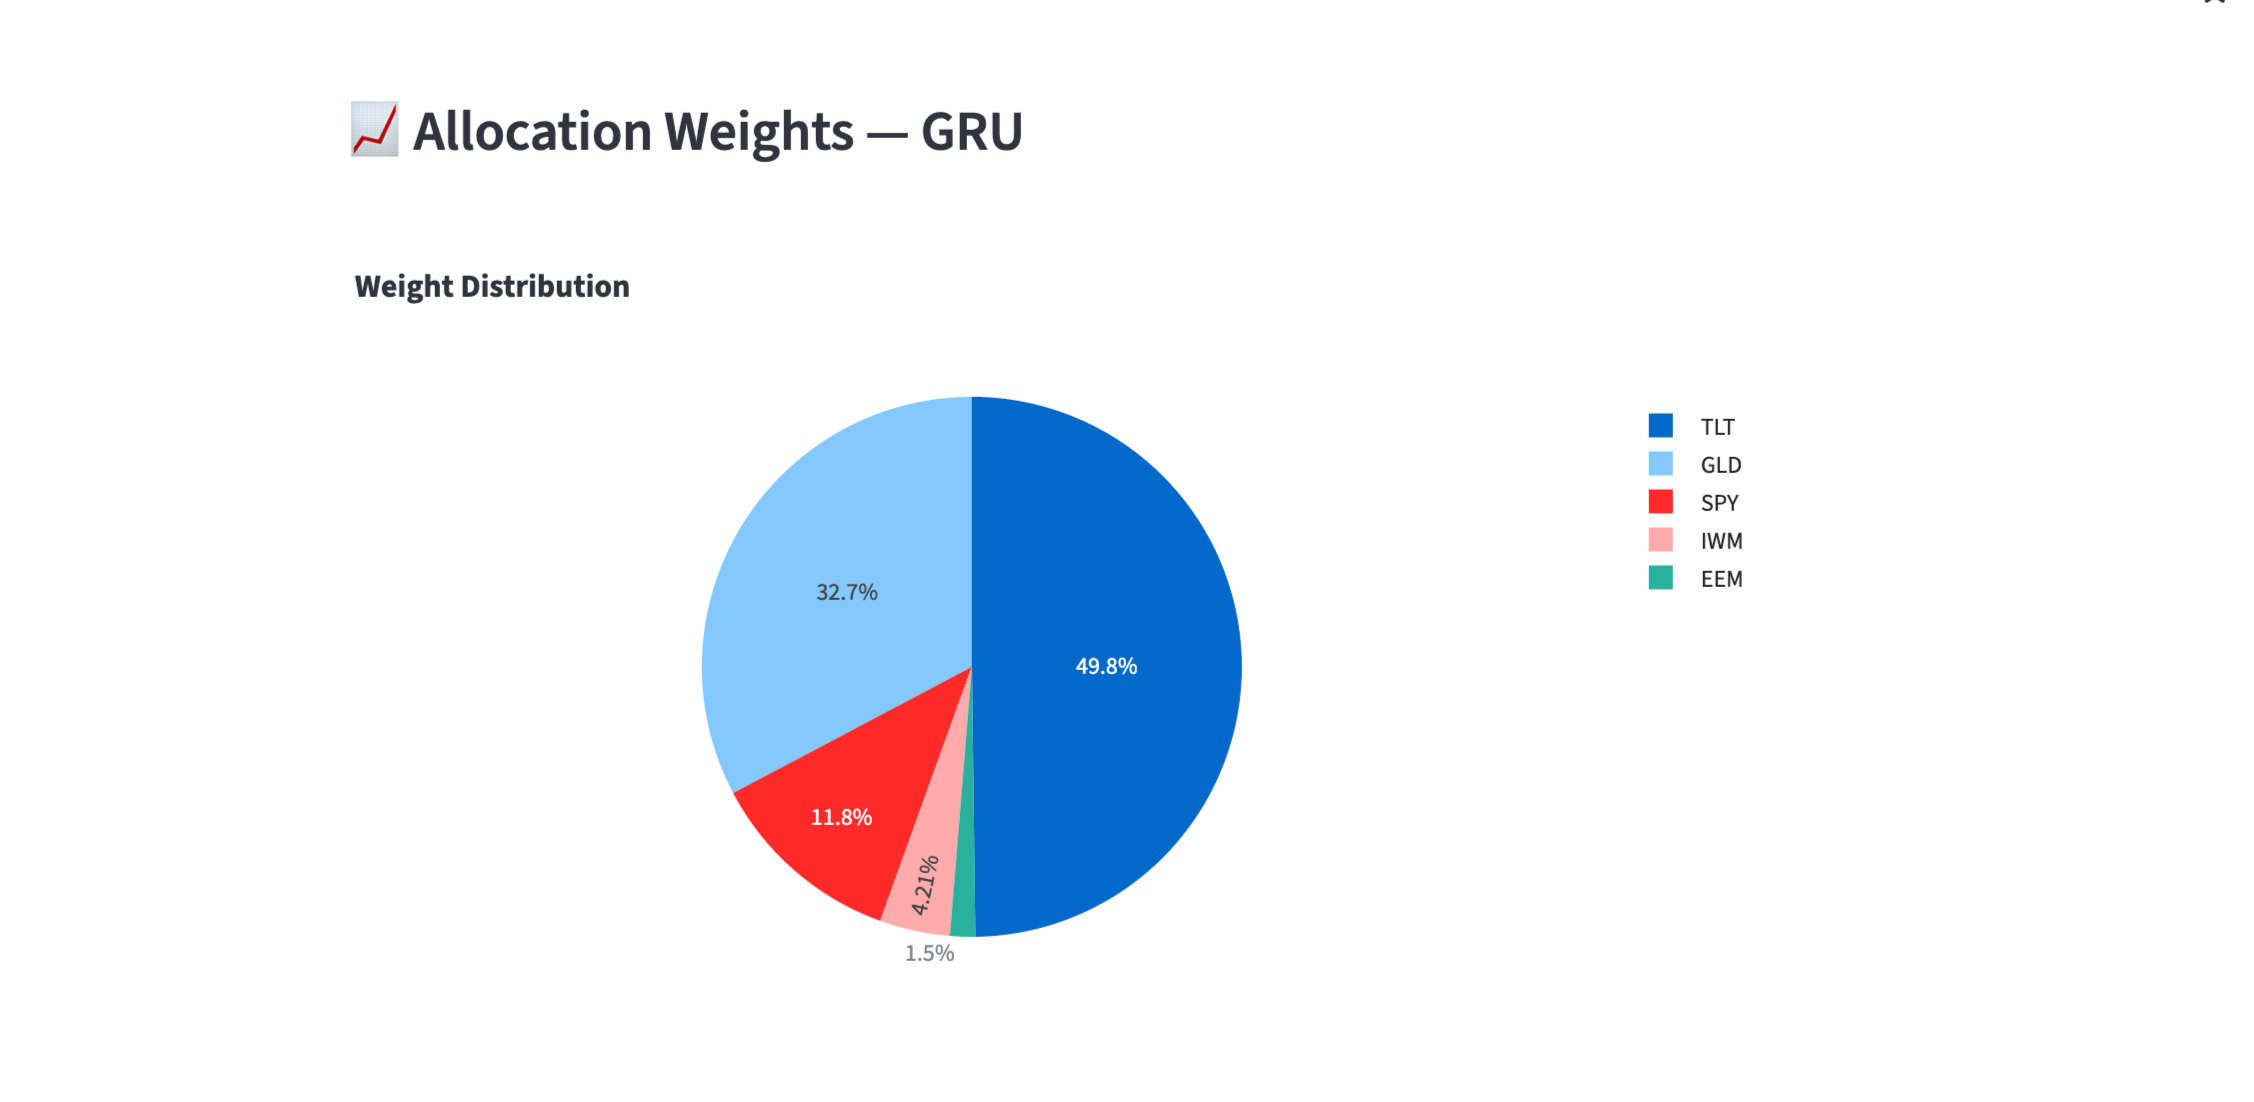 📈 Allocation Weights — GRU
Weight Distribution
TLT
GLD
SPY
IWM
EEM
32.7%
49.8%
11.8%
4.21%
1.5%